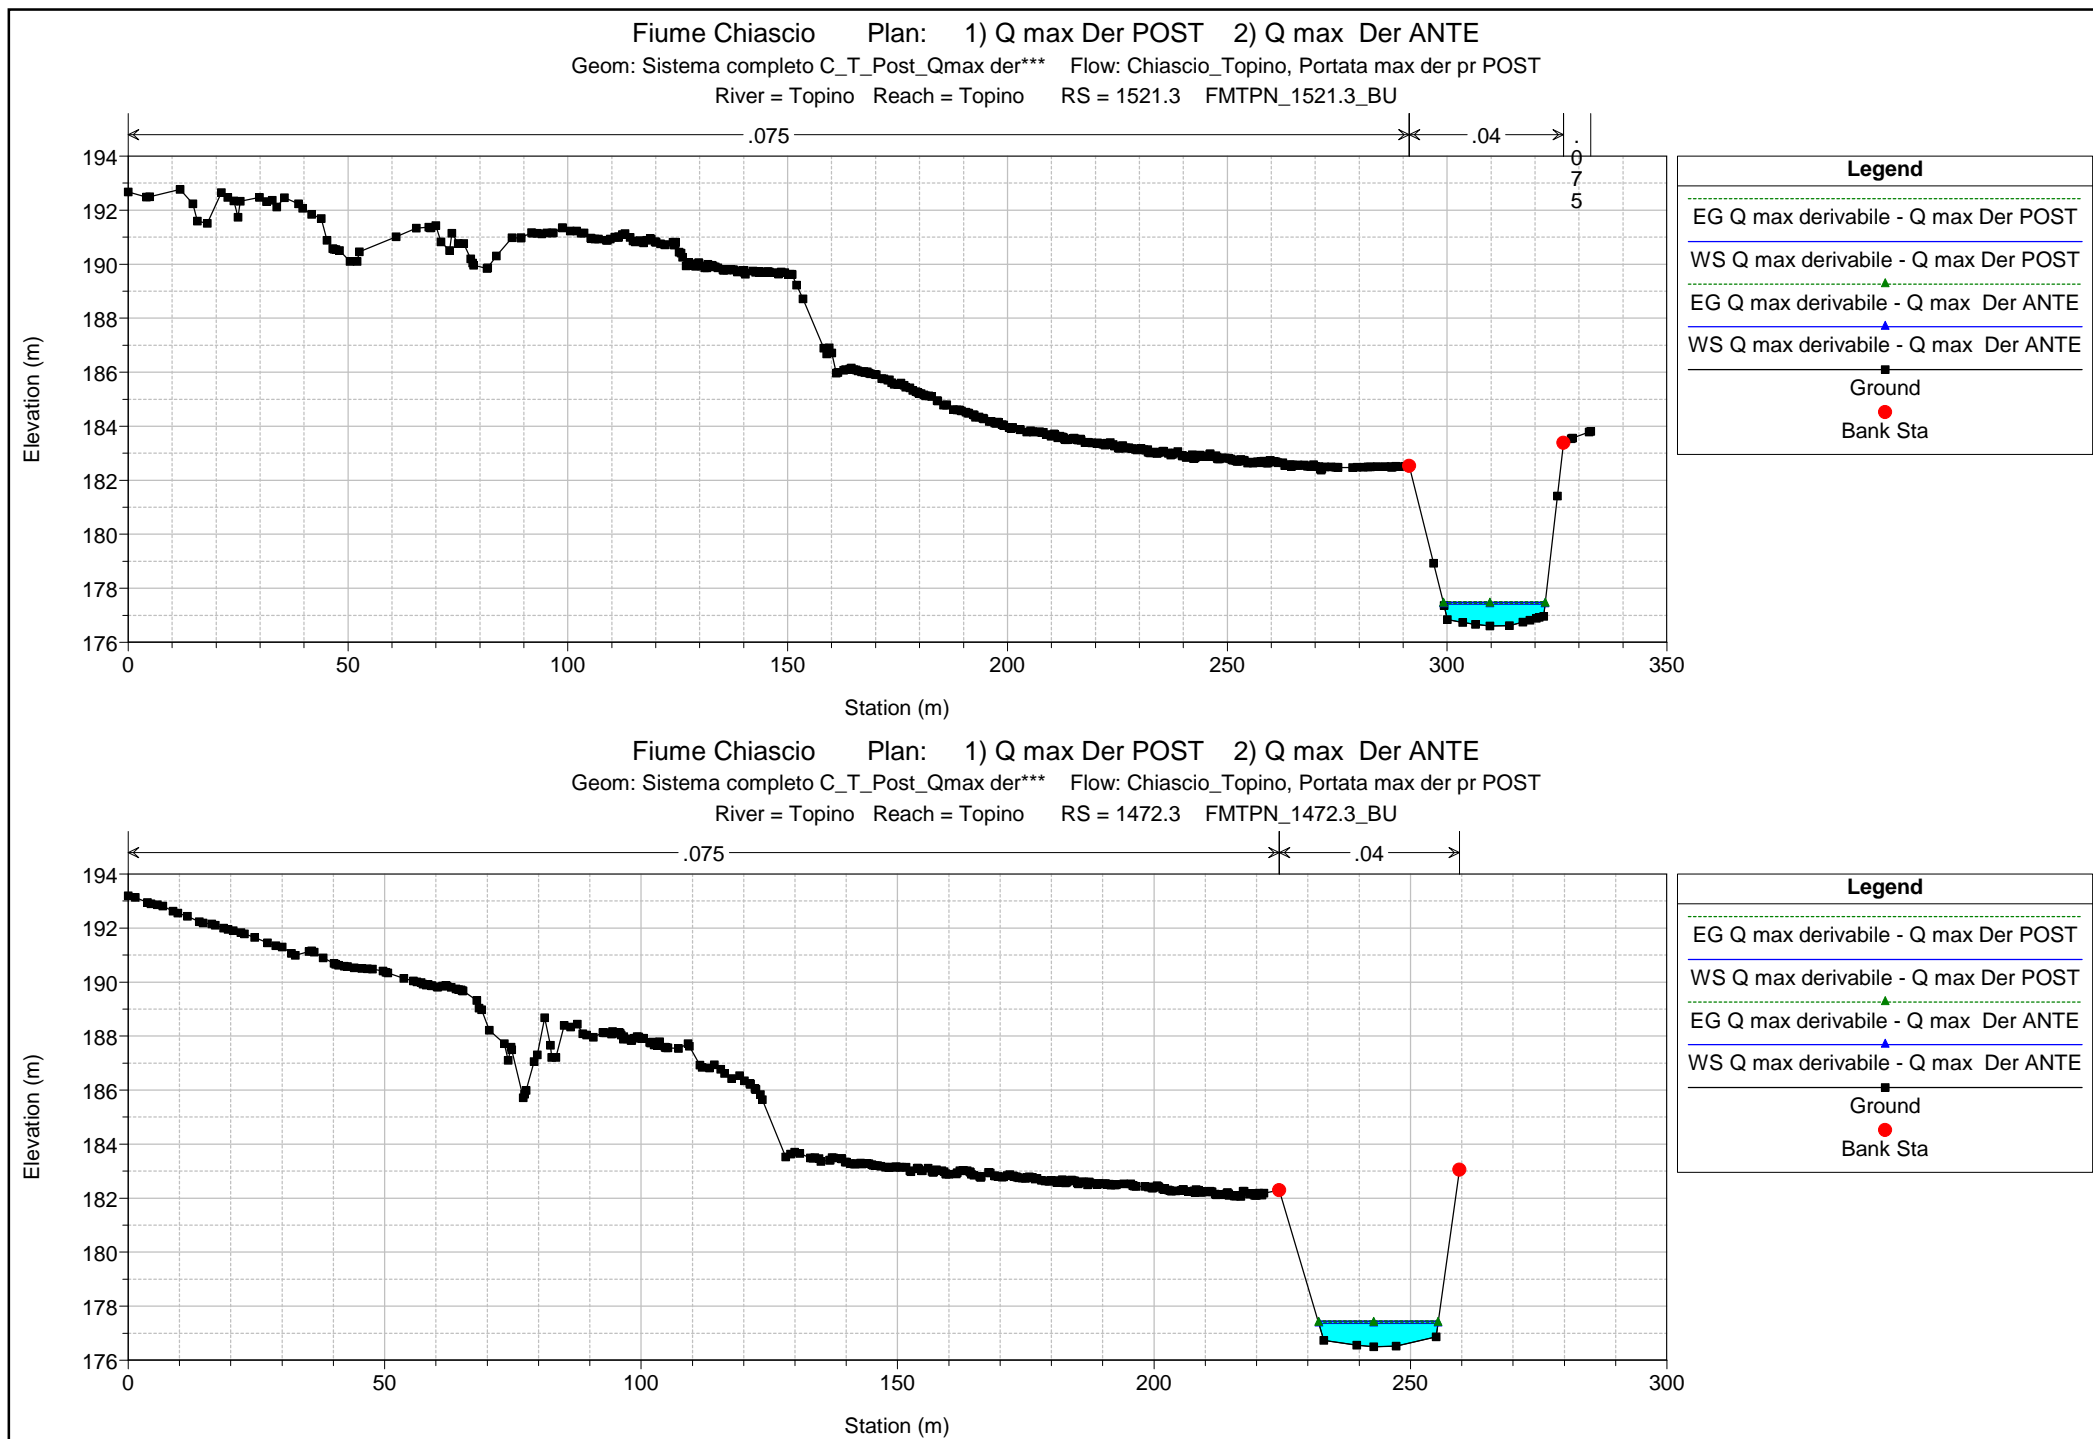 Fiume Chiascio Plan: 1) Q max Der POST 2) Q max Der ANTE
Geom: Sistema completo C_T_Post_Qmax der*** Flow: Chiascio_Topino, Portata max der pr POST
River = Topino Reach = Topino RS = 1521.3 FMTPN_1521.3_BU
.075
.04
.075
194
192
190
188
186
184
182
180
178
176
Elevation (m)
0 50 100 150 200 250 300 350
Station (m)
Legend
EG Q max derivabile - Q max Der POST
WS Q max derivabile - Q max Der POST
EG Q max derivabile - Q max Der ANTE
WS Q max derivabile - Q max Der ANTE
Ground
Bank Sta
Fiume Chiascio Plan: 1) Q max Der POST 2) Q max Der ANTE
Geom: Sistema completo C_T_Post_Qmax der*** Flow: Chiascio_Topino, Portata max der pr POST
River = Topino Reach = Topino RS = 1472.3 FMTPN_1472.3_BU
.075
.04
194
192
190
188
186
184
182
180
178
176
Elevation (m)
0 50 100 150 200 250 300
Station (m)
Legend
EG Q max derivabile - Q max Der POST
WS Q max derivabile - Q max Der POST
EG Q max derivabile - Q max Der ANTE
WS Q max derivabile - Q max Der ANTE
Ground
Bank Sta